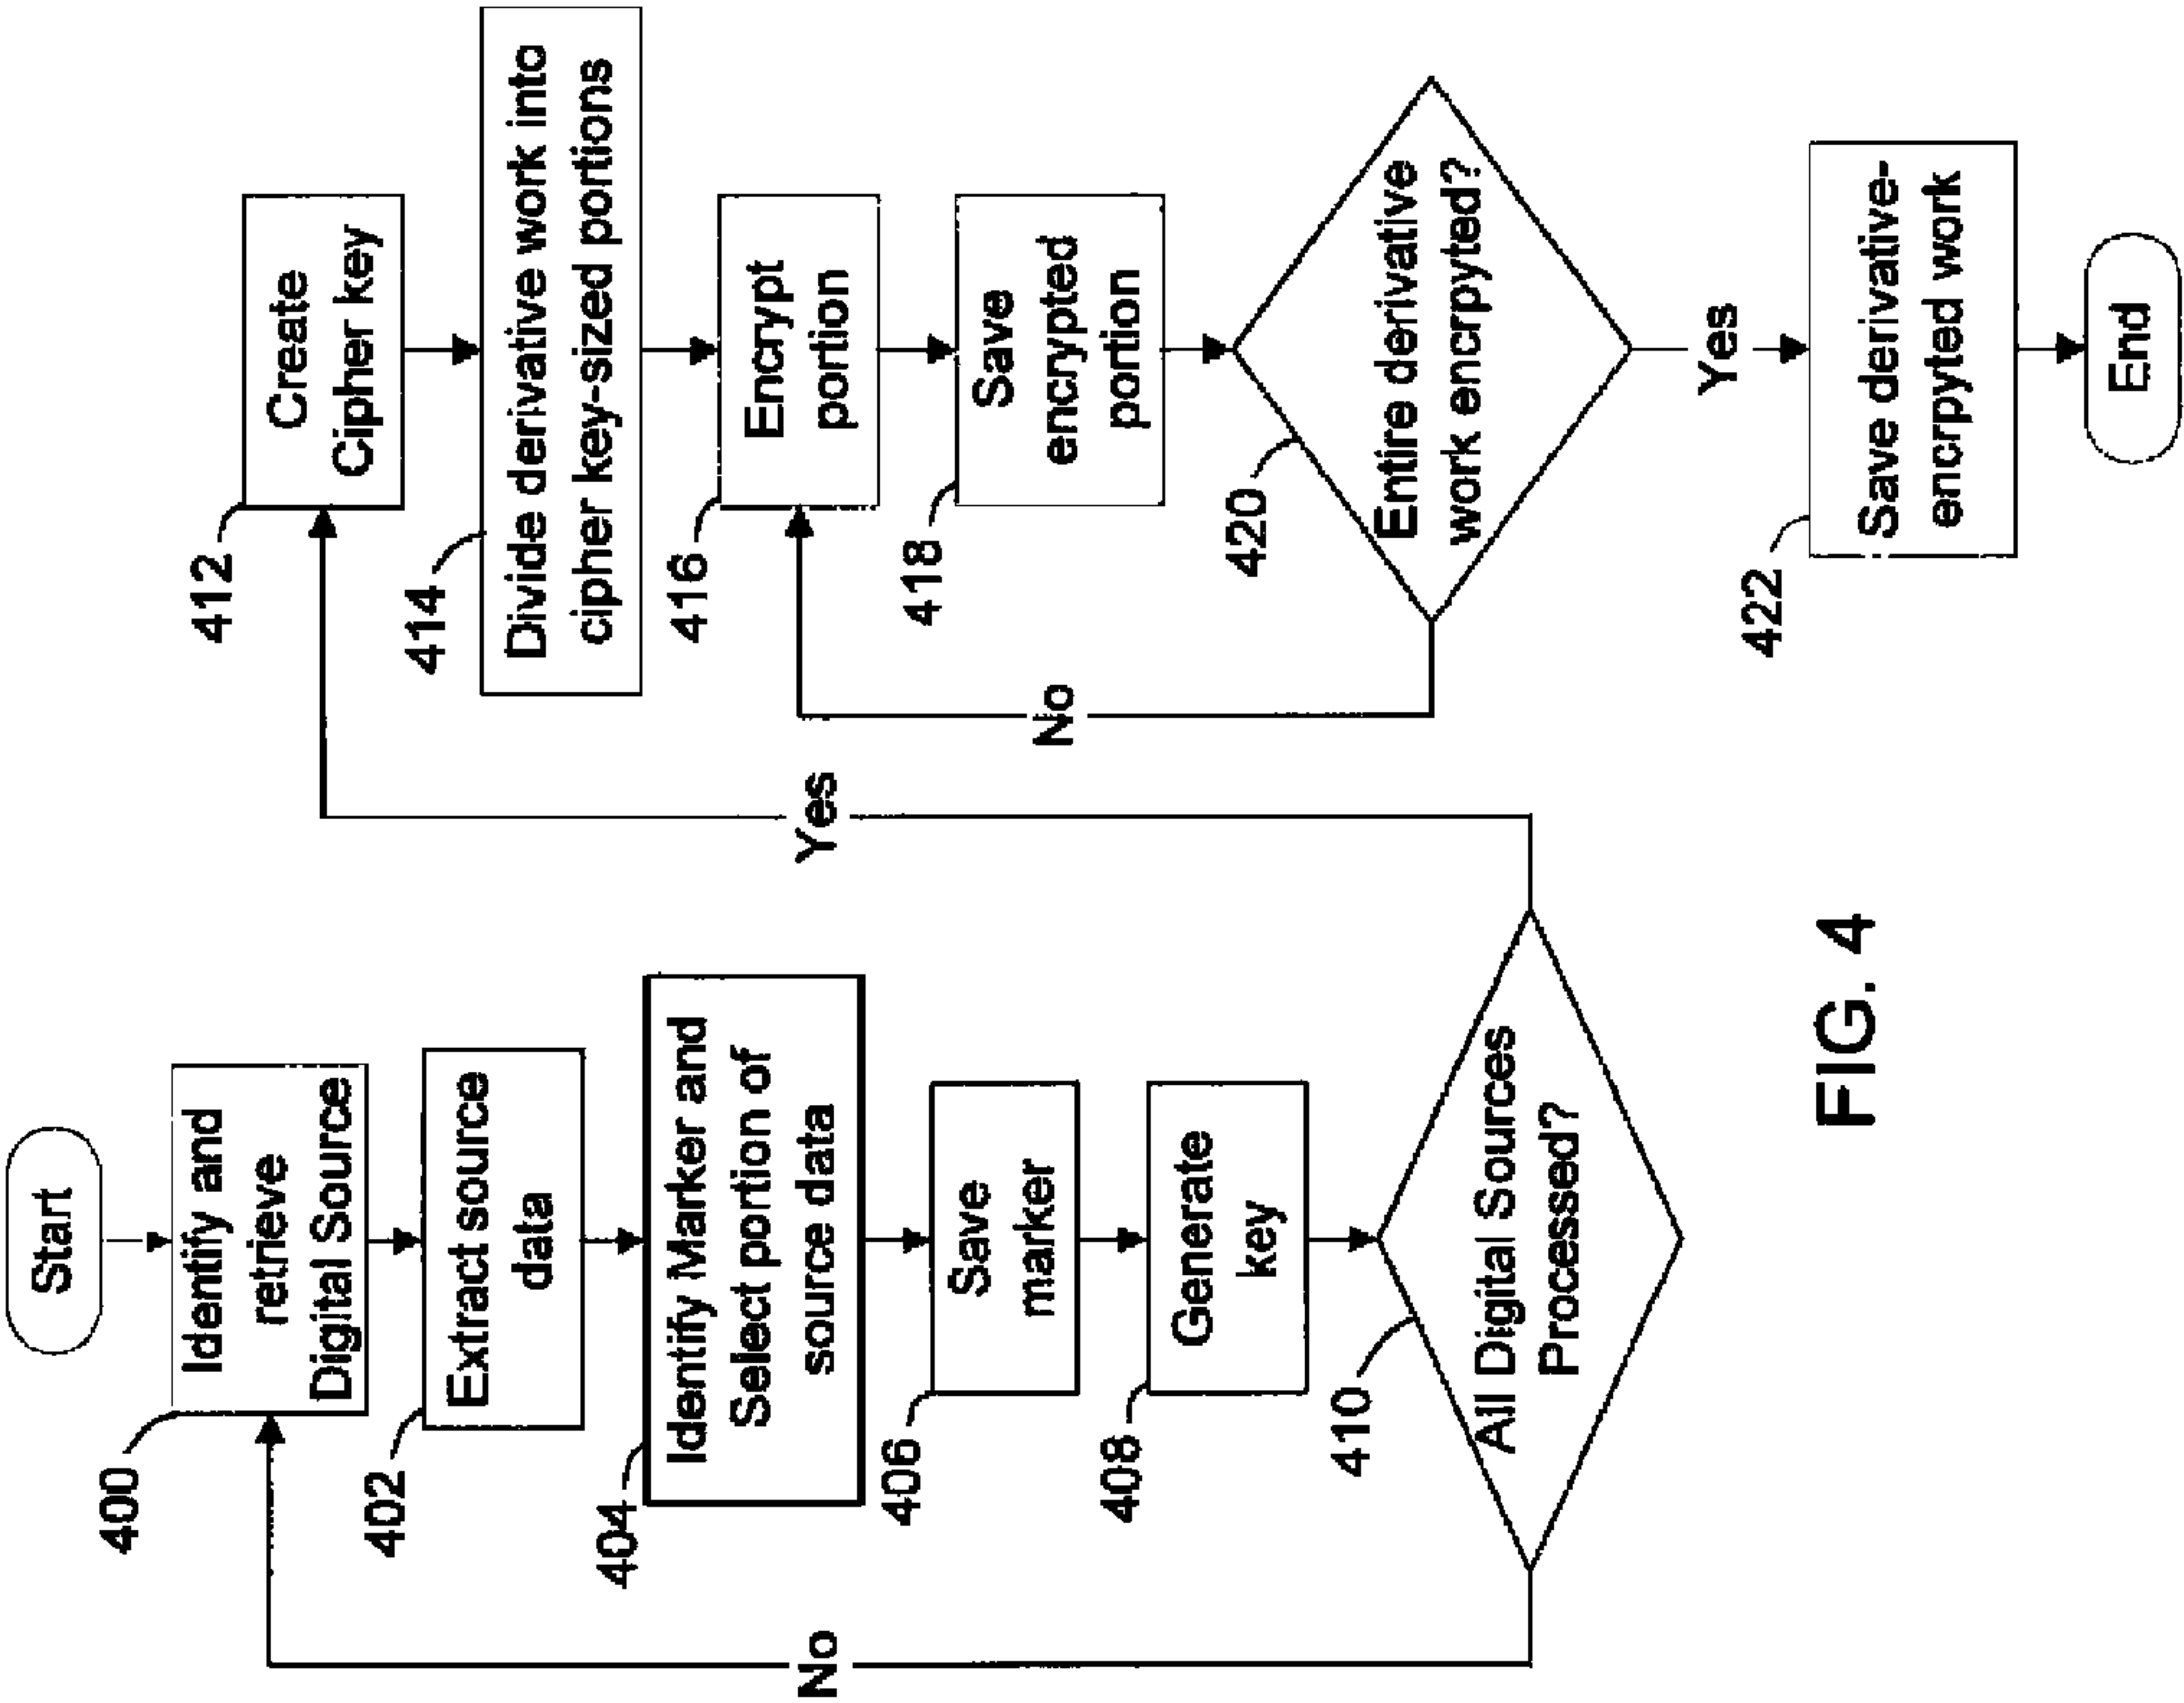 Start
400
Identify and
retrieve
Digital Source
402
Extract source
data
404
Identify Marker and
Select portion of
source data
406
Save
marker
408
Generate
key
410
All Digital Sources
Processed?
No
Yes
412
Create
Cipher key
414
Divide derivative work into
cipher key-sized portions
416
Encrypt
portion
418
Save
encrypted
portion
420
Entire derivative
work encrpyted?
No
Yes
422
Save derivative-
encrpyted work
End
FIG. 4